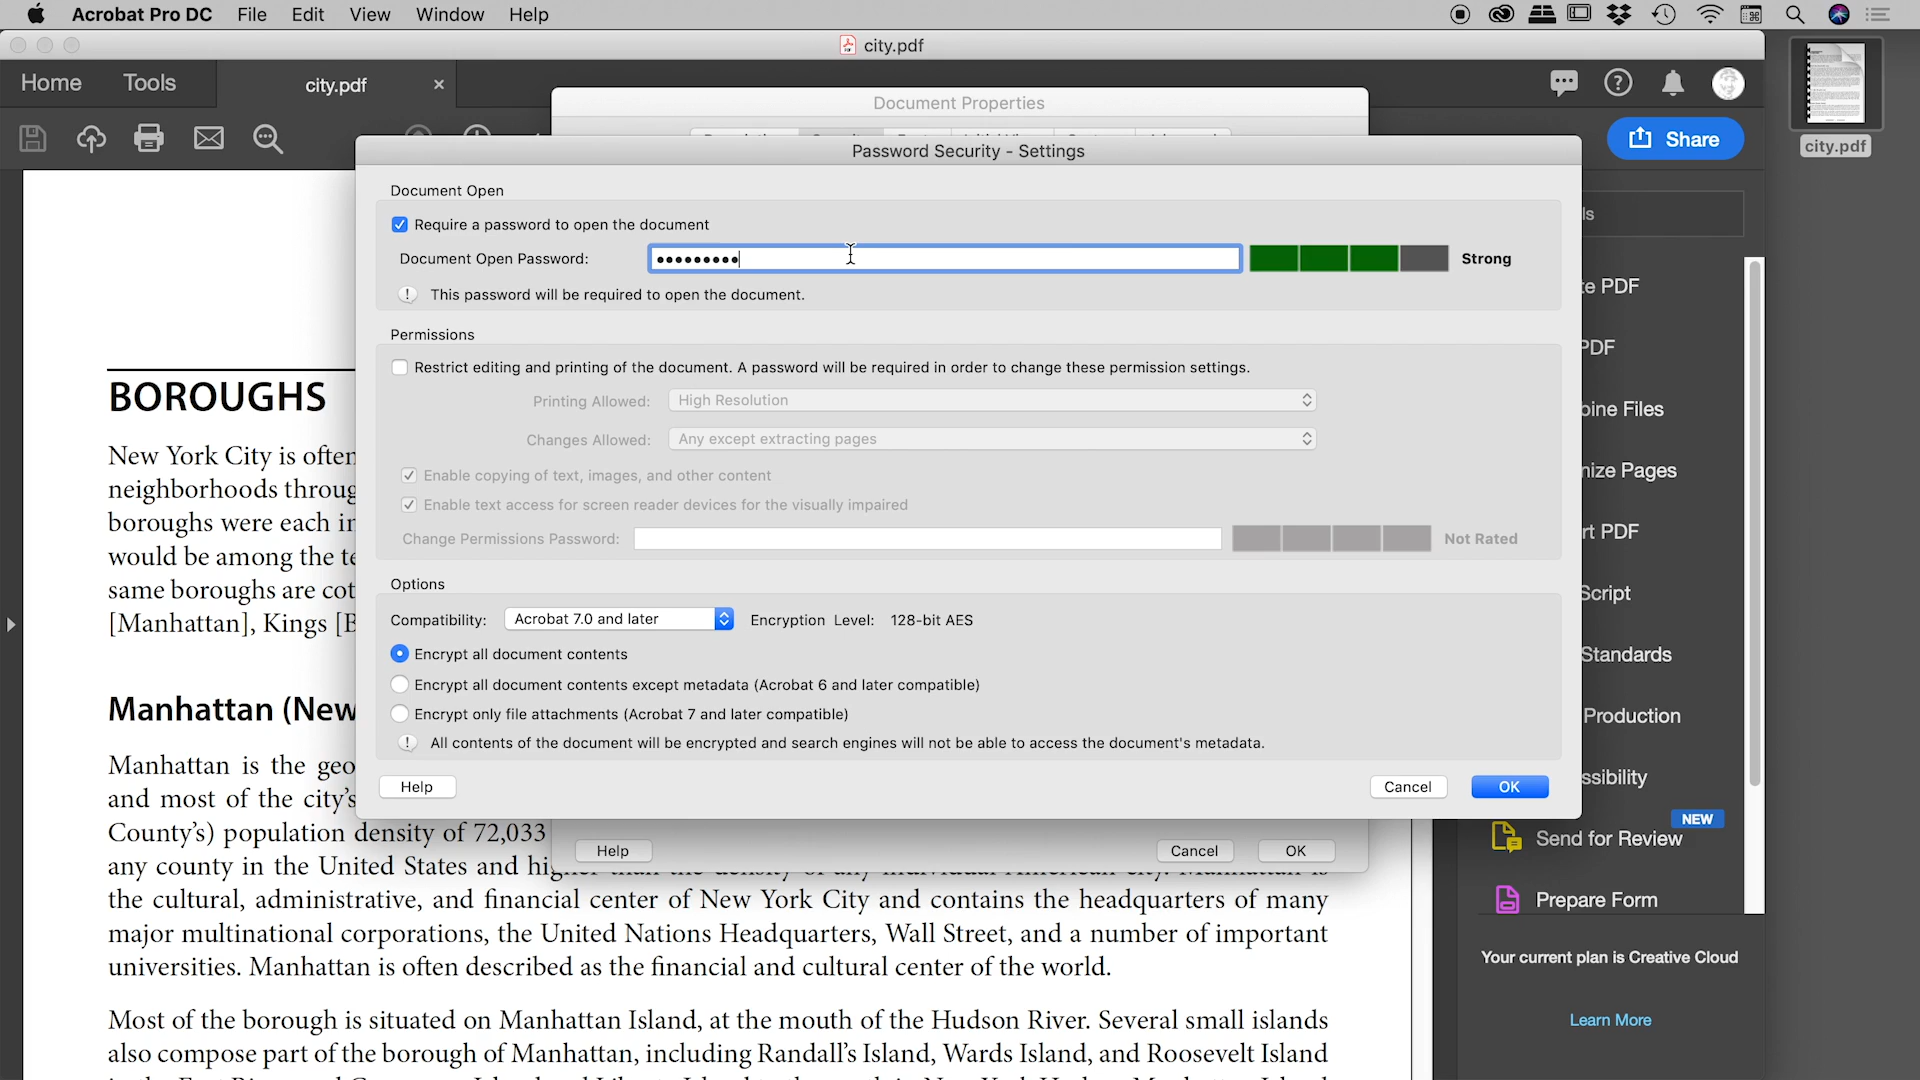 Acrobat Pro DC File Edit View Window Help
city.pdf
Home Tools city.pdf
Document Properties
Share
city.pdf
Password Security - Settings
Document Open
Require a password to open the document
Document Open Password: ••••••••• Strong
This password will be required to open the document.
Permissions
Restrict editing and printing of the document. A password will be required in order to change these permission settings.
Printing Allowed: High Resolution
Changes Allowed: Any except extracting pages
Enable copying of text, images, and other content
Enable text access for screen reader devices for the visually impaired
Change Permissions Password: Not Rated
Options
Compatibility: Acrobat 7.0 and later Encryption Level: 128-bit AES
Encrypt all document contents
Encrypt all document contents except metadata (Acrobat 6 and later compatible)
Encrypt only file attachments (Acrobat 7 and later compatible)
All contents of the document will be encrypted and search engines will not be able to access the document's metadata.
Help Cancel OK
Help Cancel OK
PDF
PDF
Files
Pages
PDF
Script
Standards
Production
NEW
Send for Review
Prepare Form
Your current plan is Creative Cloud
Learn More
BOROUGHS
New York City is often
neighborhoods
boroughs were each
would be among the
same boroughs are
[Manhattan], Kings
Manhattan (New
Manhattan is the
and most of the city's
County's) population density of 72,033
any county in the United States and
the cultural, administrative, and financial center of New York City and contains the headquarters of many
major multinational corporations, the United Nations Headquarters, Wall Street, and a number of important
universities. Manhattan is often described as the financial and cultural center of the world.
Most of the borough is situated on Manhattan Island, at the mouth of the Hudson River. Several small islands
also compose part of the borough of Manhattan, including Randall's Island, Wards Island, and Roosevelt Island